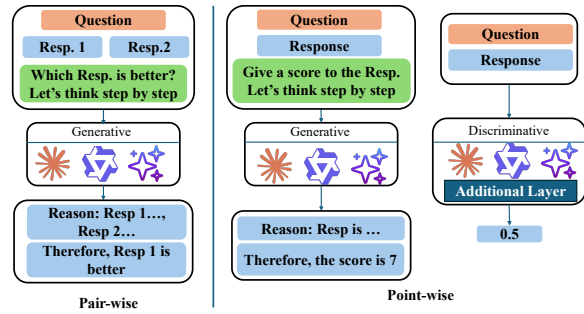 Question
Resp. 1
Resp.2
Which Resp. is better?
Let's think step by step
Generative
Reason: Resp 1…,
Resp 2…
Therefore, Resp 1 is
better
Pair-wise
Question
Response
Give a score to the Resp.
Let's think step by step
Generative
Reason: Resp is …
Therefore, the score is 7
Question
Response
Discriminative
Additional Layer
0.5
Point-wise